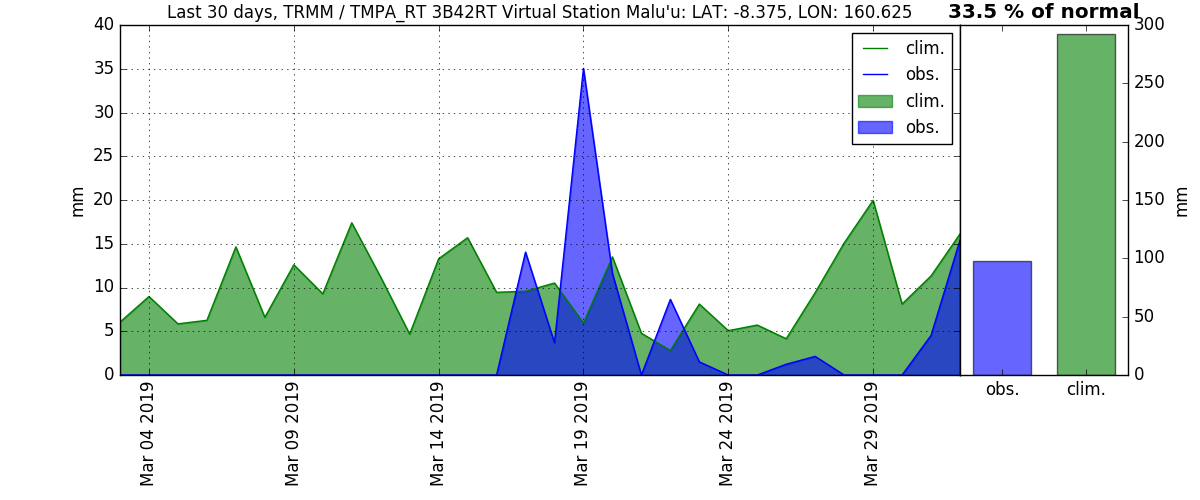 Last 30 days, TRMM / TMPA_RT 3B42RT Virtual Station Malu'u: LAT: -8.375, LON: 160.625
33.5 % of normal
40
35
30
25
20
15
10
5
0
mm
clim.
obs.
clim.
obs.
Mar 04 2019
Mar 09 2019
Mar 14 2019
Mar 19 2019
Mar 24 2019
Mar 29 2019
300
250
200
150
100
50
0
mm
obs.
clim.